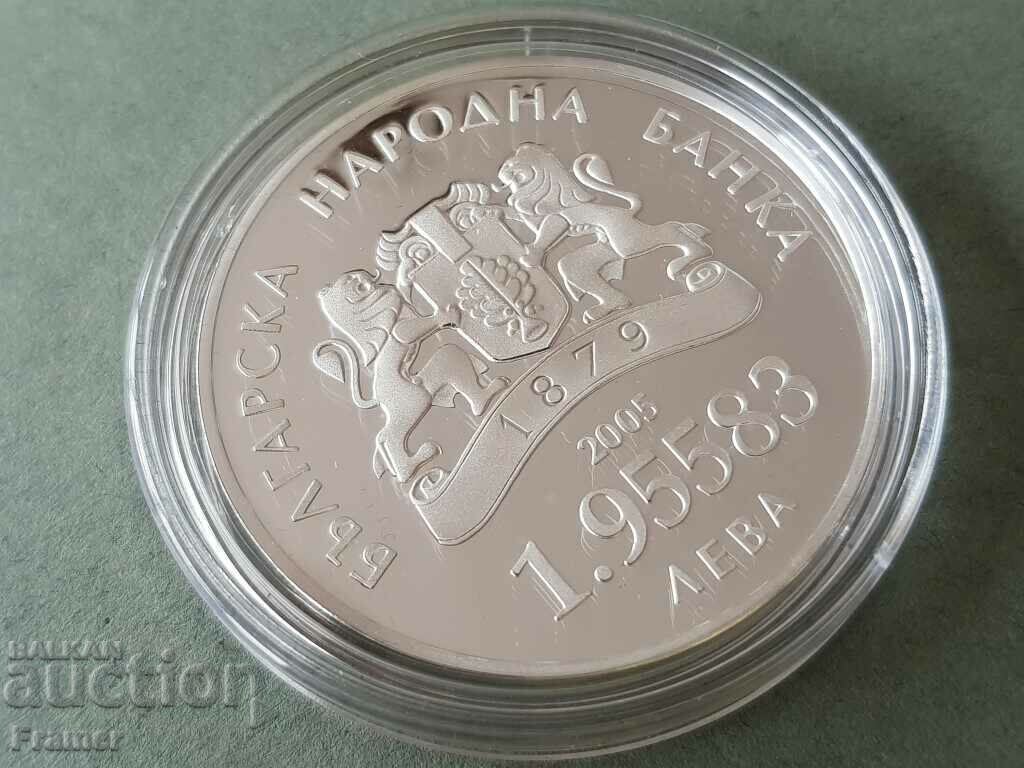 БЪЛГАРСКА НАРОДНА БАНКА
1879
2005
1.95583
ЛЕВА
BALKAN
auction
Framer